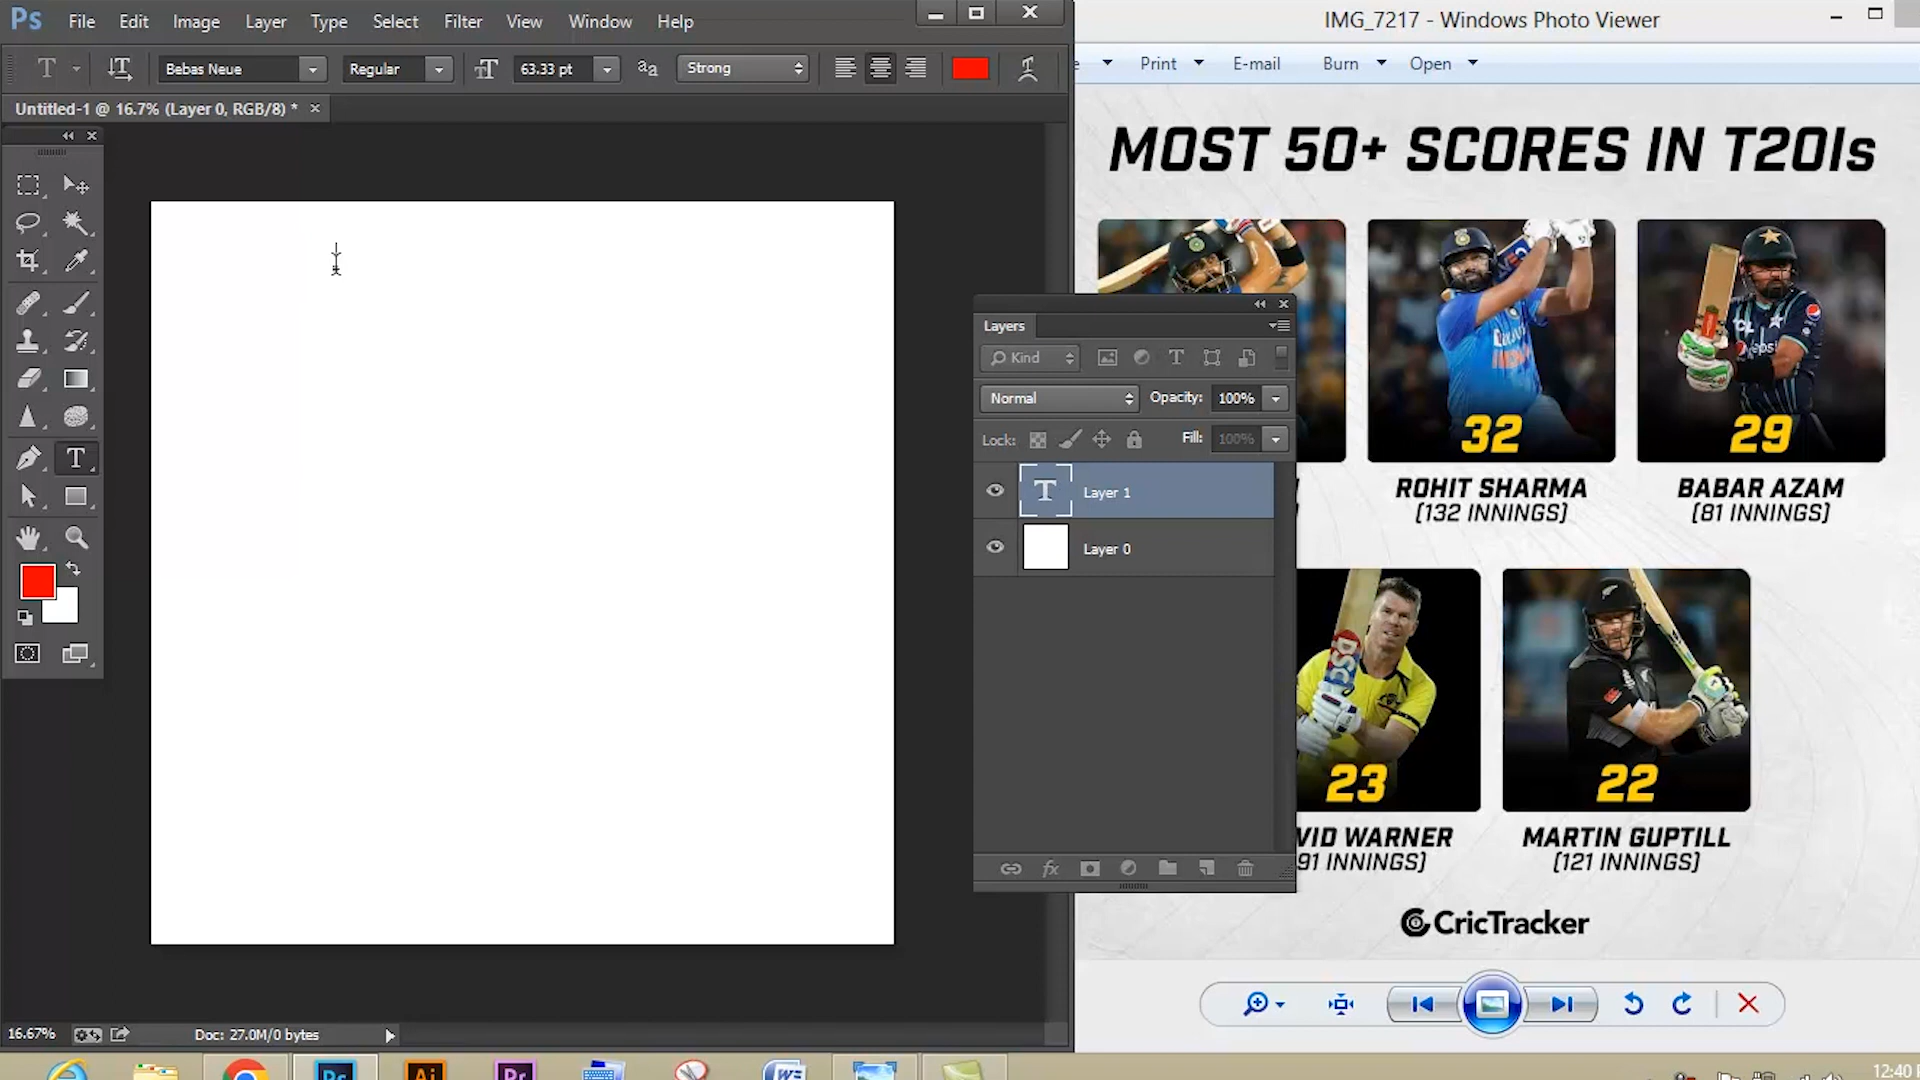 Ps File Edit Image Layer Type Select Filter View Window Help
T Bebas Neue Regular 63.33 pt aa Strong
Untitled-1 @ 16.7% (Layer 0, RGB/8) * ×
Layers
Kind
Normal Opacity: 100%
Lock: Fill: 100%
T Layer 1
Layer 0
fx
16.67% Doc: 27.0M/0 bytes
IMG_7217 - Windows Photo Viewer
Print E-mail Burn Open
MOST 50+ SCORES IN T20Is
32 29
ROHIT SHARMA BABAR AZAM
(132 INNINGS) (81 INNINGS)
23 22
VID WARNER MARTIN GUPTILL
91 INNINGS) (121 INNINGS)
CricTracker
Ps Ai Pr W
12:40